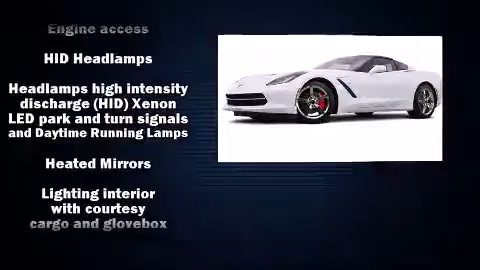 Engine access
HID Headlamps
Headlamps high intensity
discharge (HID) Xenon
LED park and turn signals
and Daytime Running Lamps
Heated Mirrors
Lighting interior
with courtesy
cargo and glovebox